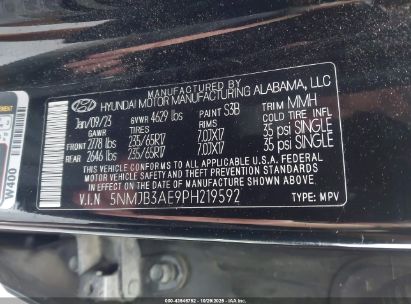 MANUFACTURED BY
HYUNDAI MOTOR MANUFACTURING ALABAMA, LLC
Jan/09/23 GVWR 4629 lbs PAINT S3B TRIM MMH
GAWR TIRES RIMS COLD TIRE INF.
FRONT 2778 lbs 235/65R17 7.0JX17 35 psi SINGLE
REAR 2646 lbs 235/65R17 7.0JX17 35 psi SINGLE
THIS VEHICLE CONFORMS TO ALL APPLICABLE U.S.
FEDERAL MOTOR VEHICLE SAFETY, BUMPER, AND
THEFT PREVENTION STANDARDS IN EFFECT ON THE
DATE OF MANUFACTURE SHOWN ABOVE.
V.I.N 5NMJB3AE9PH219592 TYPE: MPV